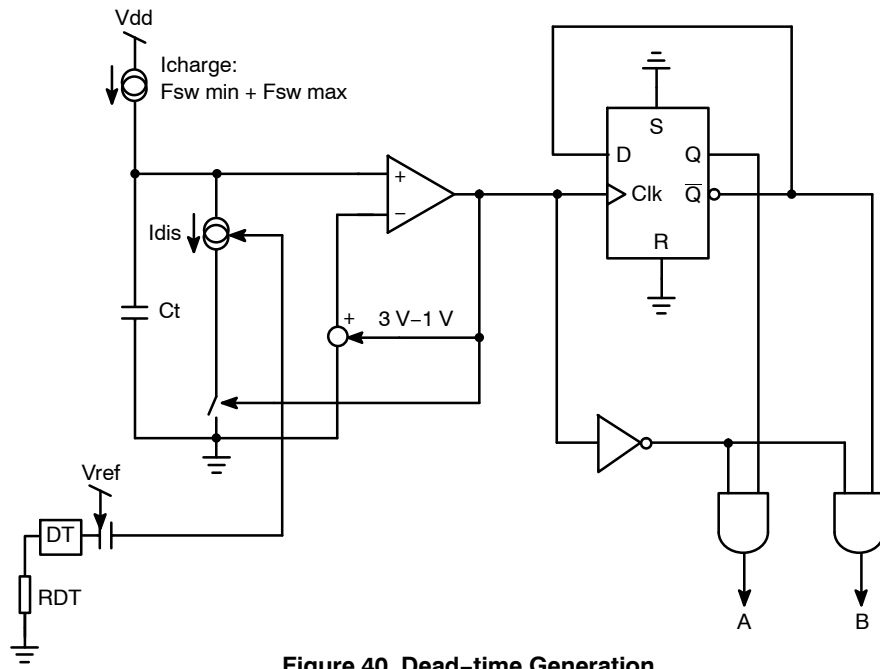 Vdd
Icharge:
Fsw min + Fsw max
S
D
Q
+
Clk
Q
−
Idis
R
Ct
+
3 V−1 V
Vref
DT
RDT
A
B
Figure 40. Dead−time Generation